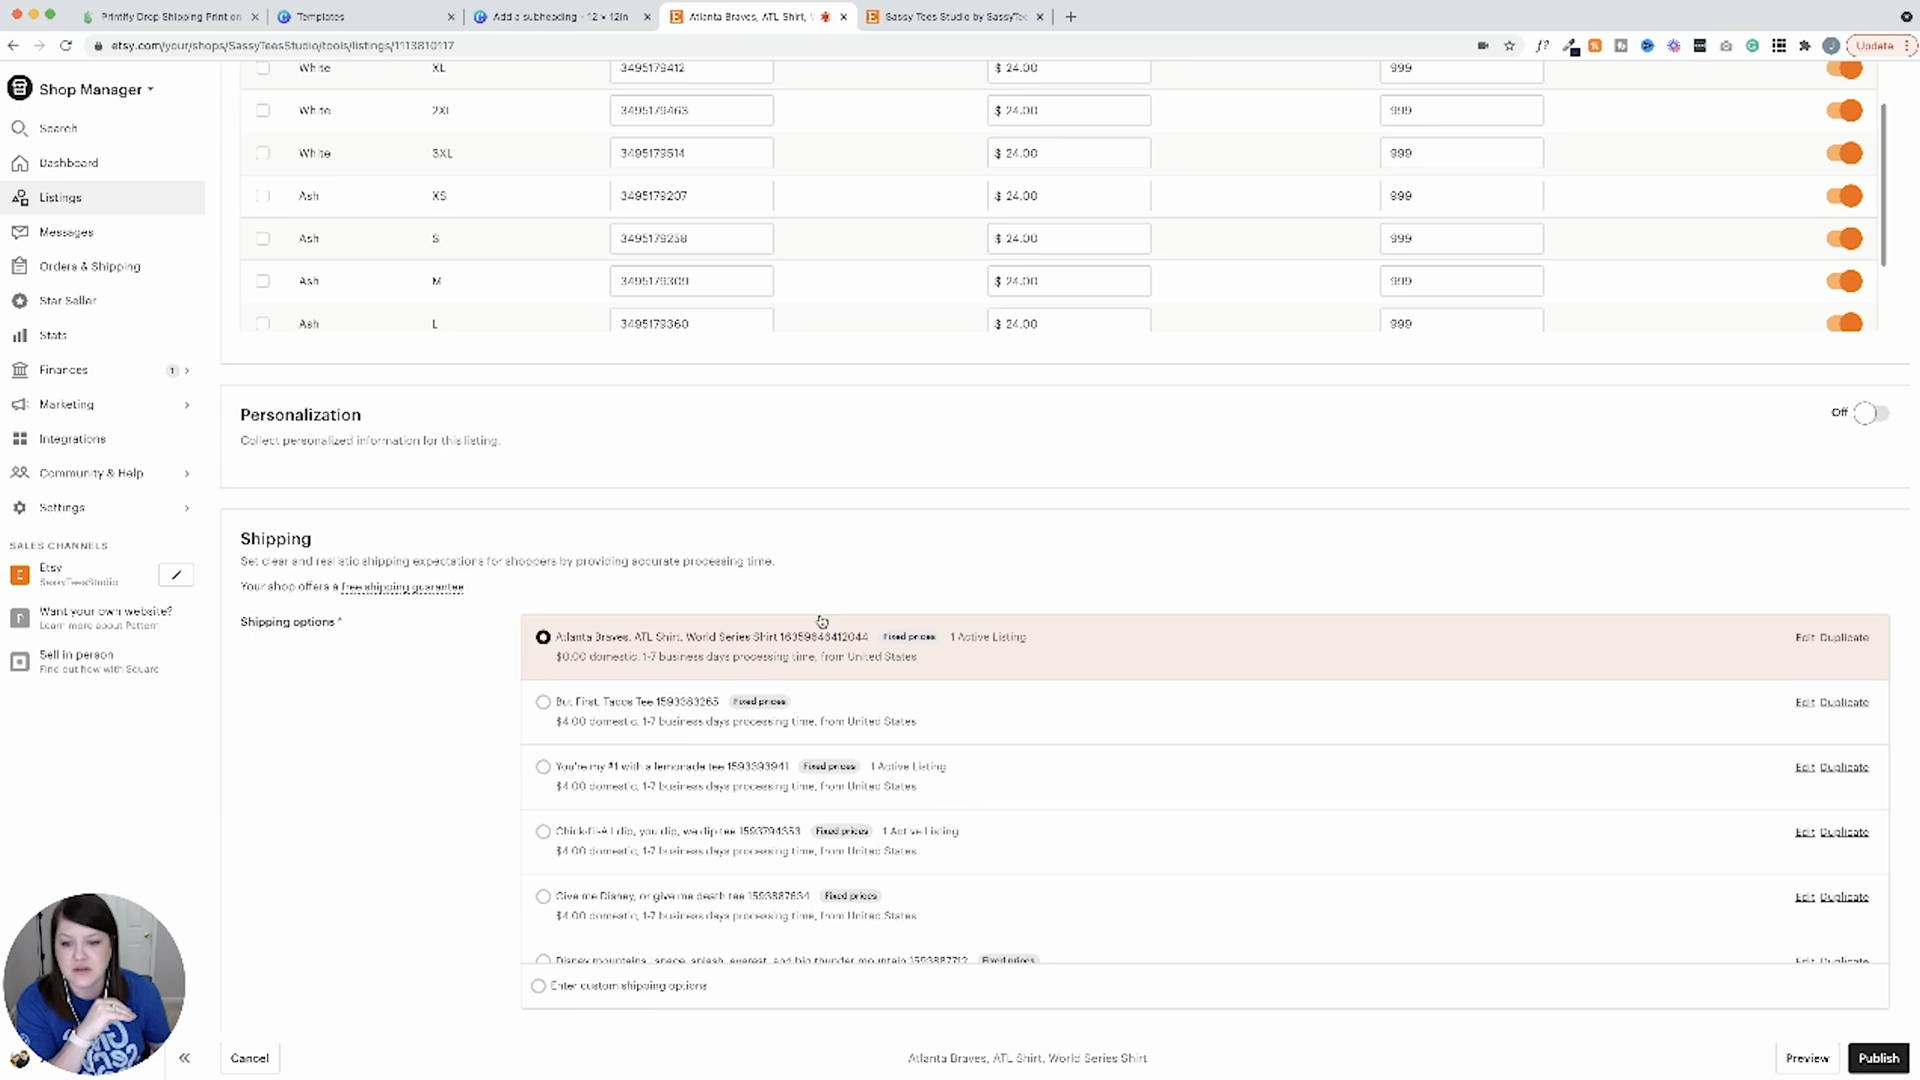 Printify Drop Shipping Print on
Templates
Add a subheading - 12 × 12in
Atlanta Braves, ATL Shirt,
Sassy Tees Studio by SassyTee
etsy.com/your/shops/SassyTeesStudio/tools/listings/1113810117
Update
Shop Manager
Search
Dashboard
Listings
Messages
Orders & Shipping
Star Seller
Stats
Finances 1
Marketing
Integrations
Community & Help
Settings
SALES CHANNELS
Etsy
SassyTeesStudio
Want your own website?
Learn more about Pattern
Sell in person
Find out how with Square
White XL 3495179412 $ 24.00 999
White 2XL 3495179463 $ 24.00 999
White 3XL 3495179514 $ 24.00 999
Ash XS 3495179207 $ 24.00 999
Ash S 3495179258 $ 24.00 999
Ash M 3495179309 $ 24.00 999
Ash L 3495179360 $ 24.00 999
Personalization
Off
Collect personalized information for this listing.
Shipping
Set clear and realistic shipping expectations for shoppers by providing accurate processing time.
Your shop offers a free shipping guarantee
Shipping options *
Atlanta Braves, ATL Shirt, World Series Shirt 16359646412044 Fixed prices 1 Active Listing Edit Duplicate
$0.00 domestic, 1-7 business days processing time, from United States
But First, Tacos Tee 1593383265 Fixed prices Edit Duplicate
$4.00 domestic, 1-7 business days processing time, from United States
You're my #1 with a lemonade tee 1593393941 Fixed prices 1 Active Listing Edit Duplicate
$4.00 domestic, 1-7 business days processing time, from United States
Chick-fil-A I dip, you dip, we dip tee 1593794353 Fixed prices 1 Active Listing Edit Duplicate
$4.00 domestic, 1-7 business days processing time, from United States
Give me Disney, or give me death tee 1593887634 Fixed prices Edit Duplicate
$4.00 domestic, 1-7 business days processing time, from United States
Disney mountains, space, splash, everest, and big thunder mountain 1593887712 Fixed prices Edit Duplicate
Enter custom shipping options
Cancel
Atlanta Braves, ATL Shirt, World Series Shirt
Preview
Publish